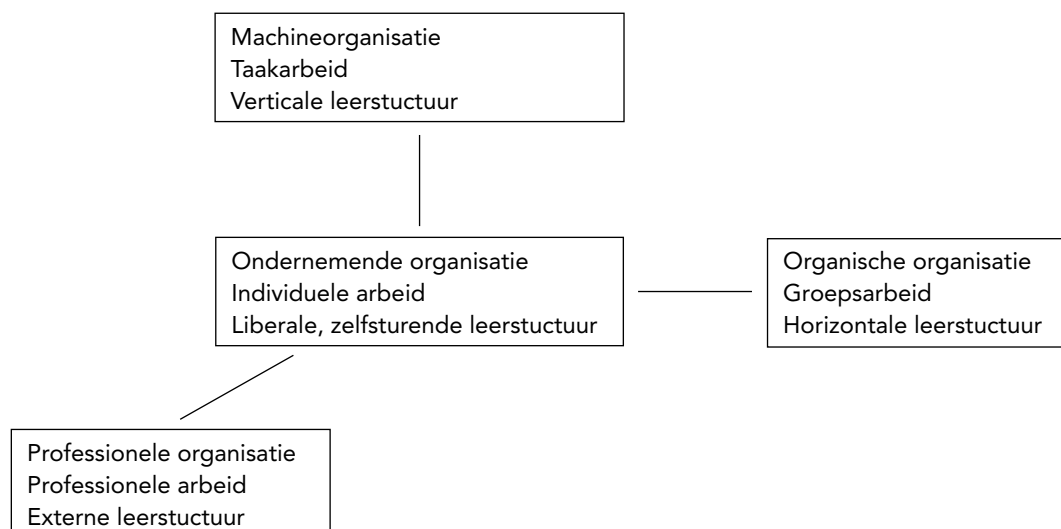 Machineorganisatie
Taakarbeid
Verticale leerstuctuur
Ondernemende organisatie
Individuele arbeid
Liberale, zelfsturende leerstuctuur
Organische organisatie
Groepsarbeid
Horizontale leerstuctuur
Professionele organisatie
Professionele arbeid
Externe leerstuctuur